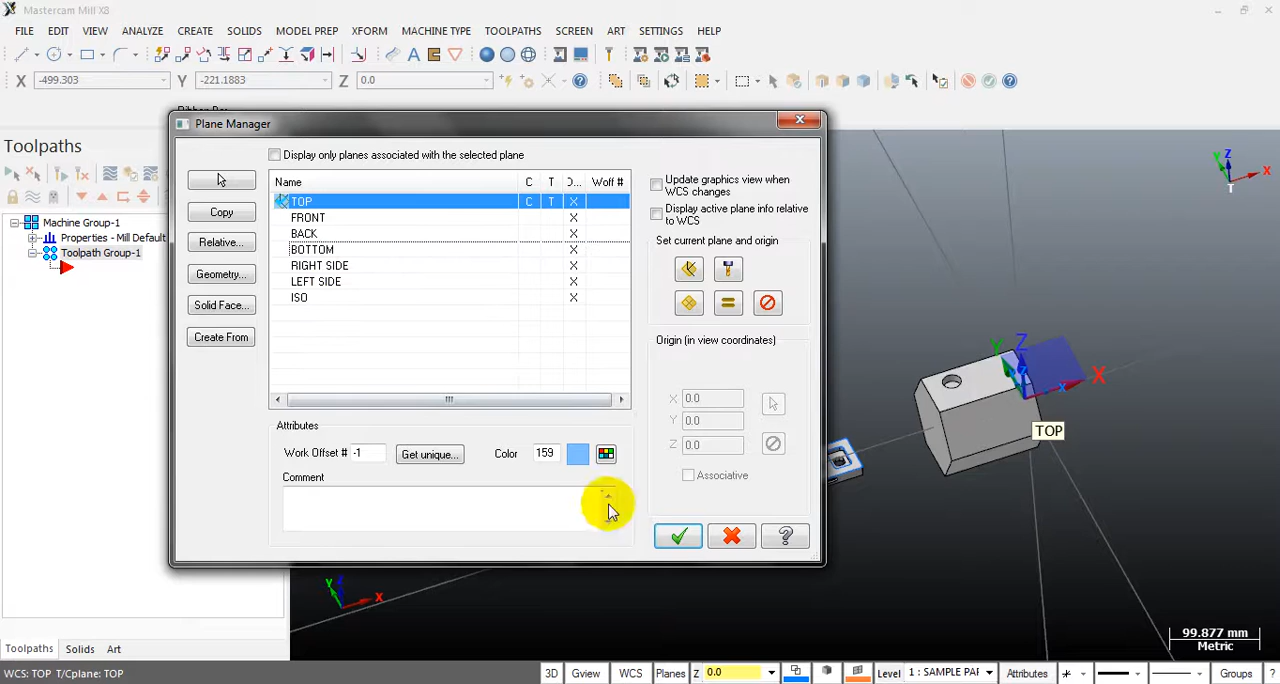 Mastercam Mill X8
FILE EDIT VIEW ANALYZE CREATE SOLIDS MODEL PREP XFORM MACHINE TYPE TOOLPATHS SCREEN ART SETTINGS HELP
X -499.303 Y -221.1883 Z 0.0
Toolpaths
Machine Group-1
Properties - Mill Default
Toolpath Group-1
Plane Manager
Display only planes associated with the selected plane
Name C T D... Woff #
TOP C T X
FRONT X
BACK X
BOTTOM X
RIGHT SIDE X
LEFT SIDE X
ISO X
Copy
Relative...
Geometry...
Solid Face...
Create From
Update graphics view when
WCS changes
Display active plane info relative
to WCS
Set current plane and origin
Origin (in view coordinates)
X 0.0
Y 0.0
Z 0.0
Associative
Attributes
Work Offset # -1 Get unique... Color 159
Comment
Z
Y X
T
Z
Y X
X
TOP
Y Z X
99.877 mm
Metric
Toolpaths Solids Art
WCS: TOP T/Cplane: TOP
3D Gview WCS Planes Z 0.0 Level 1 : SAMPLE PAR Attributes Groups ?